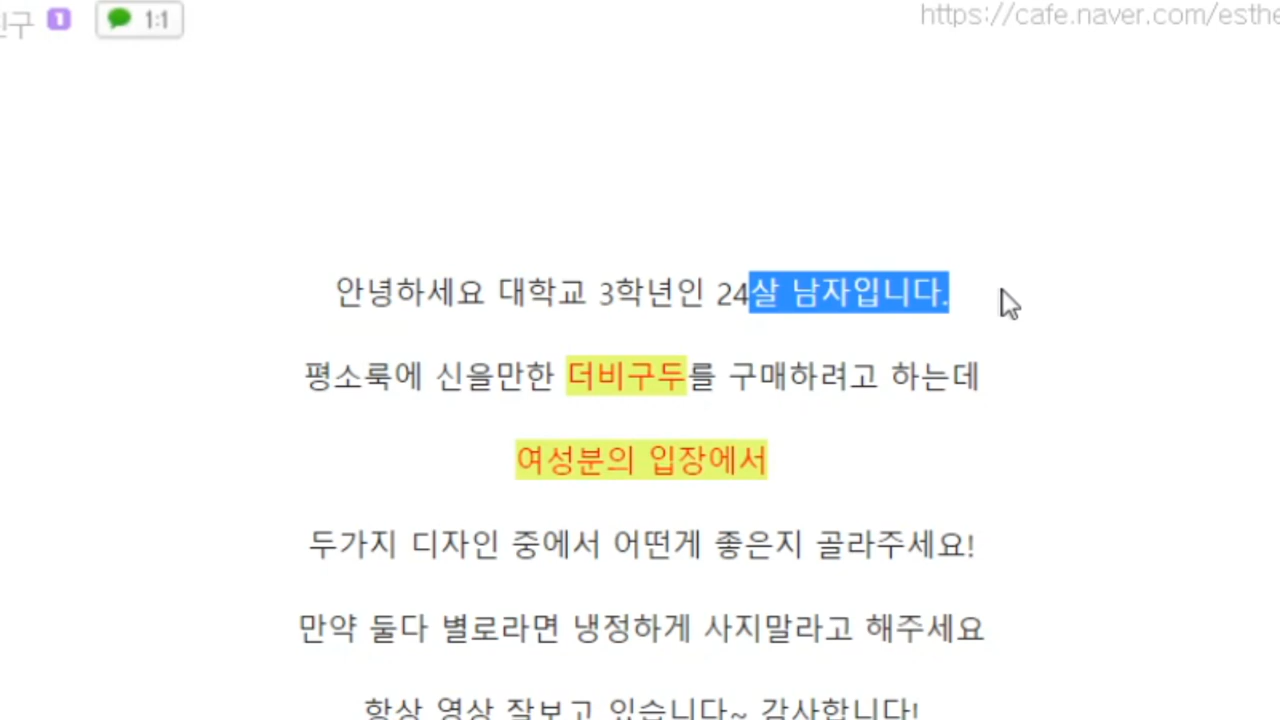 친구 1 1:1
https://cafe.naver.com/esthe
안녕하세요 대학교 3학년인 24살 남자입니다.
평소룩에 신을만한 더비구두를 구매하려고 하는데
여성분의 입장에서
두가지 디자인 중에서 어떤게 좋은지 골라주세요!
만약 둘다 별로라면 냉정하게 사지말라고 해주세요
항상 영상 잘보고 있습니다~ 감사합니다!